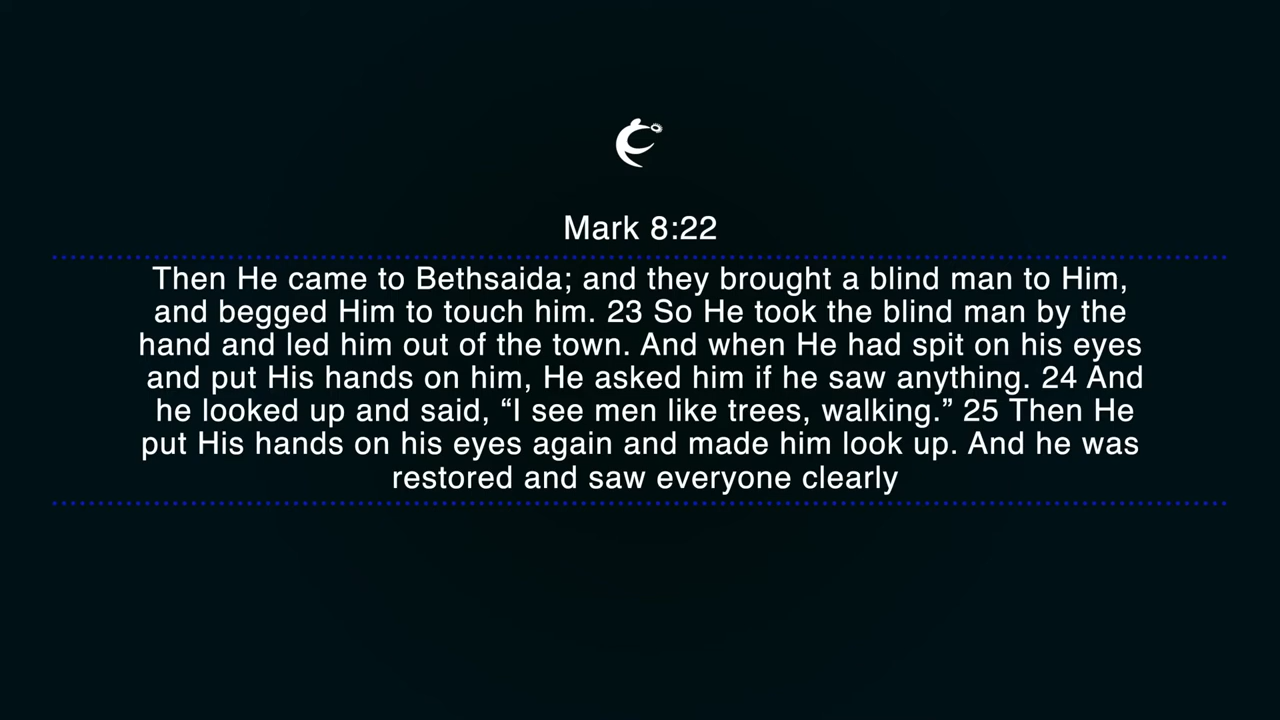 Mark 8:22
Then He came to Bethsaida; and they brought a blind man to Him,
and begged Him to touch him. 23 So He took the blind man by the
hand and led him out of the town. And when He had spit on his eyes
and put His hands on him, He asked him if he saw anything. 24 And
he looked up and said, “I see men like trees, walking.” 25 Then He
put His hands on his eyes again and made him look up. And he was
restored and saw everyone clearly